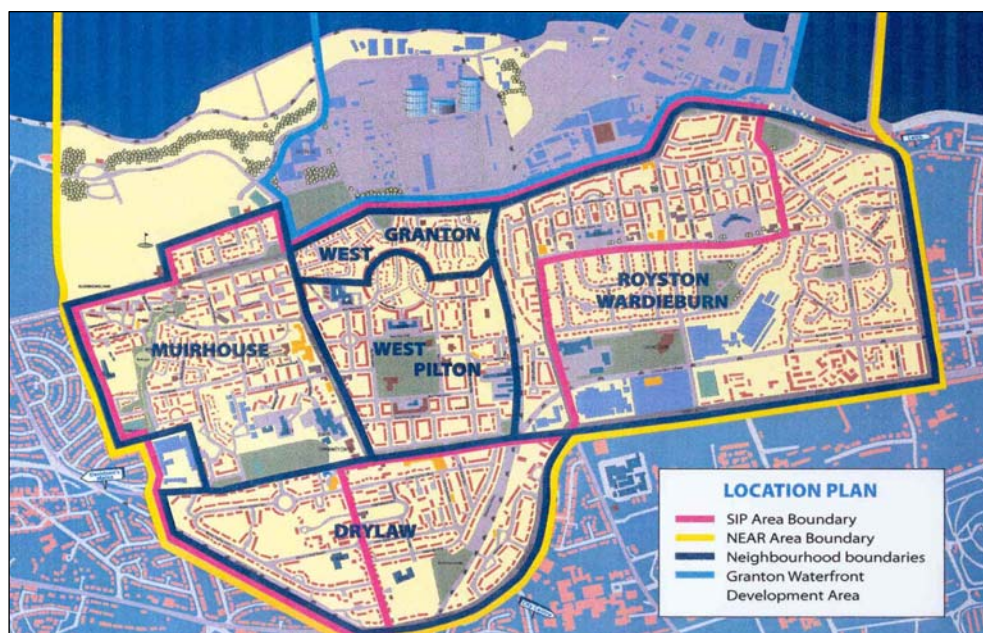 WEST
GRANTON
ROYSTON
WARDIEBURN
MUIRHOUSE
WEST
PILTON
DRYLAW
LOCATION PLAN
SIP Area Boundary
NEAR Area Boundary
Neighbourhood boundaries
Granton Waterfront
Development Area